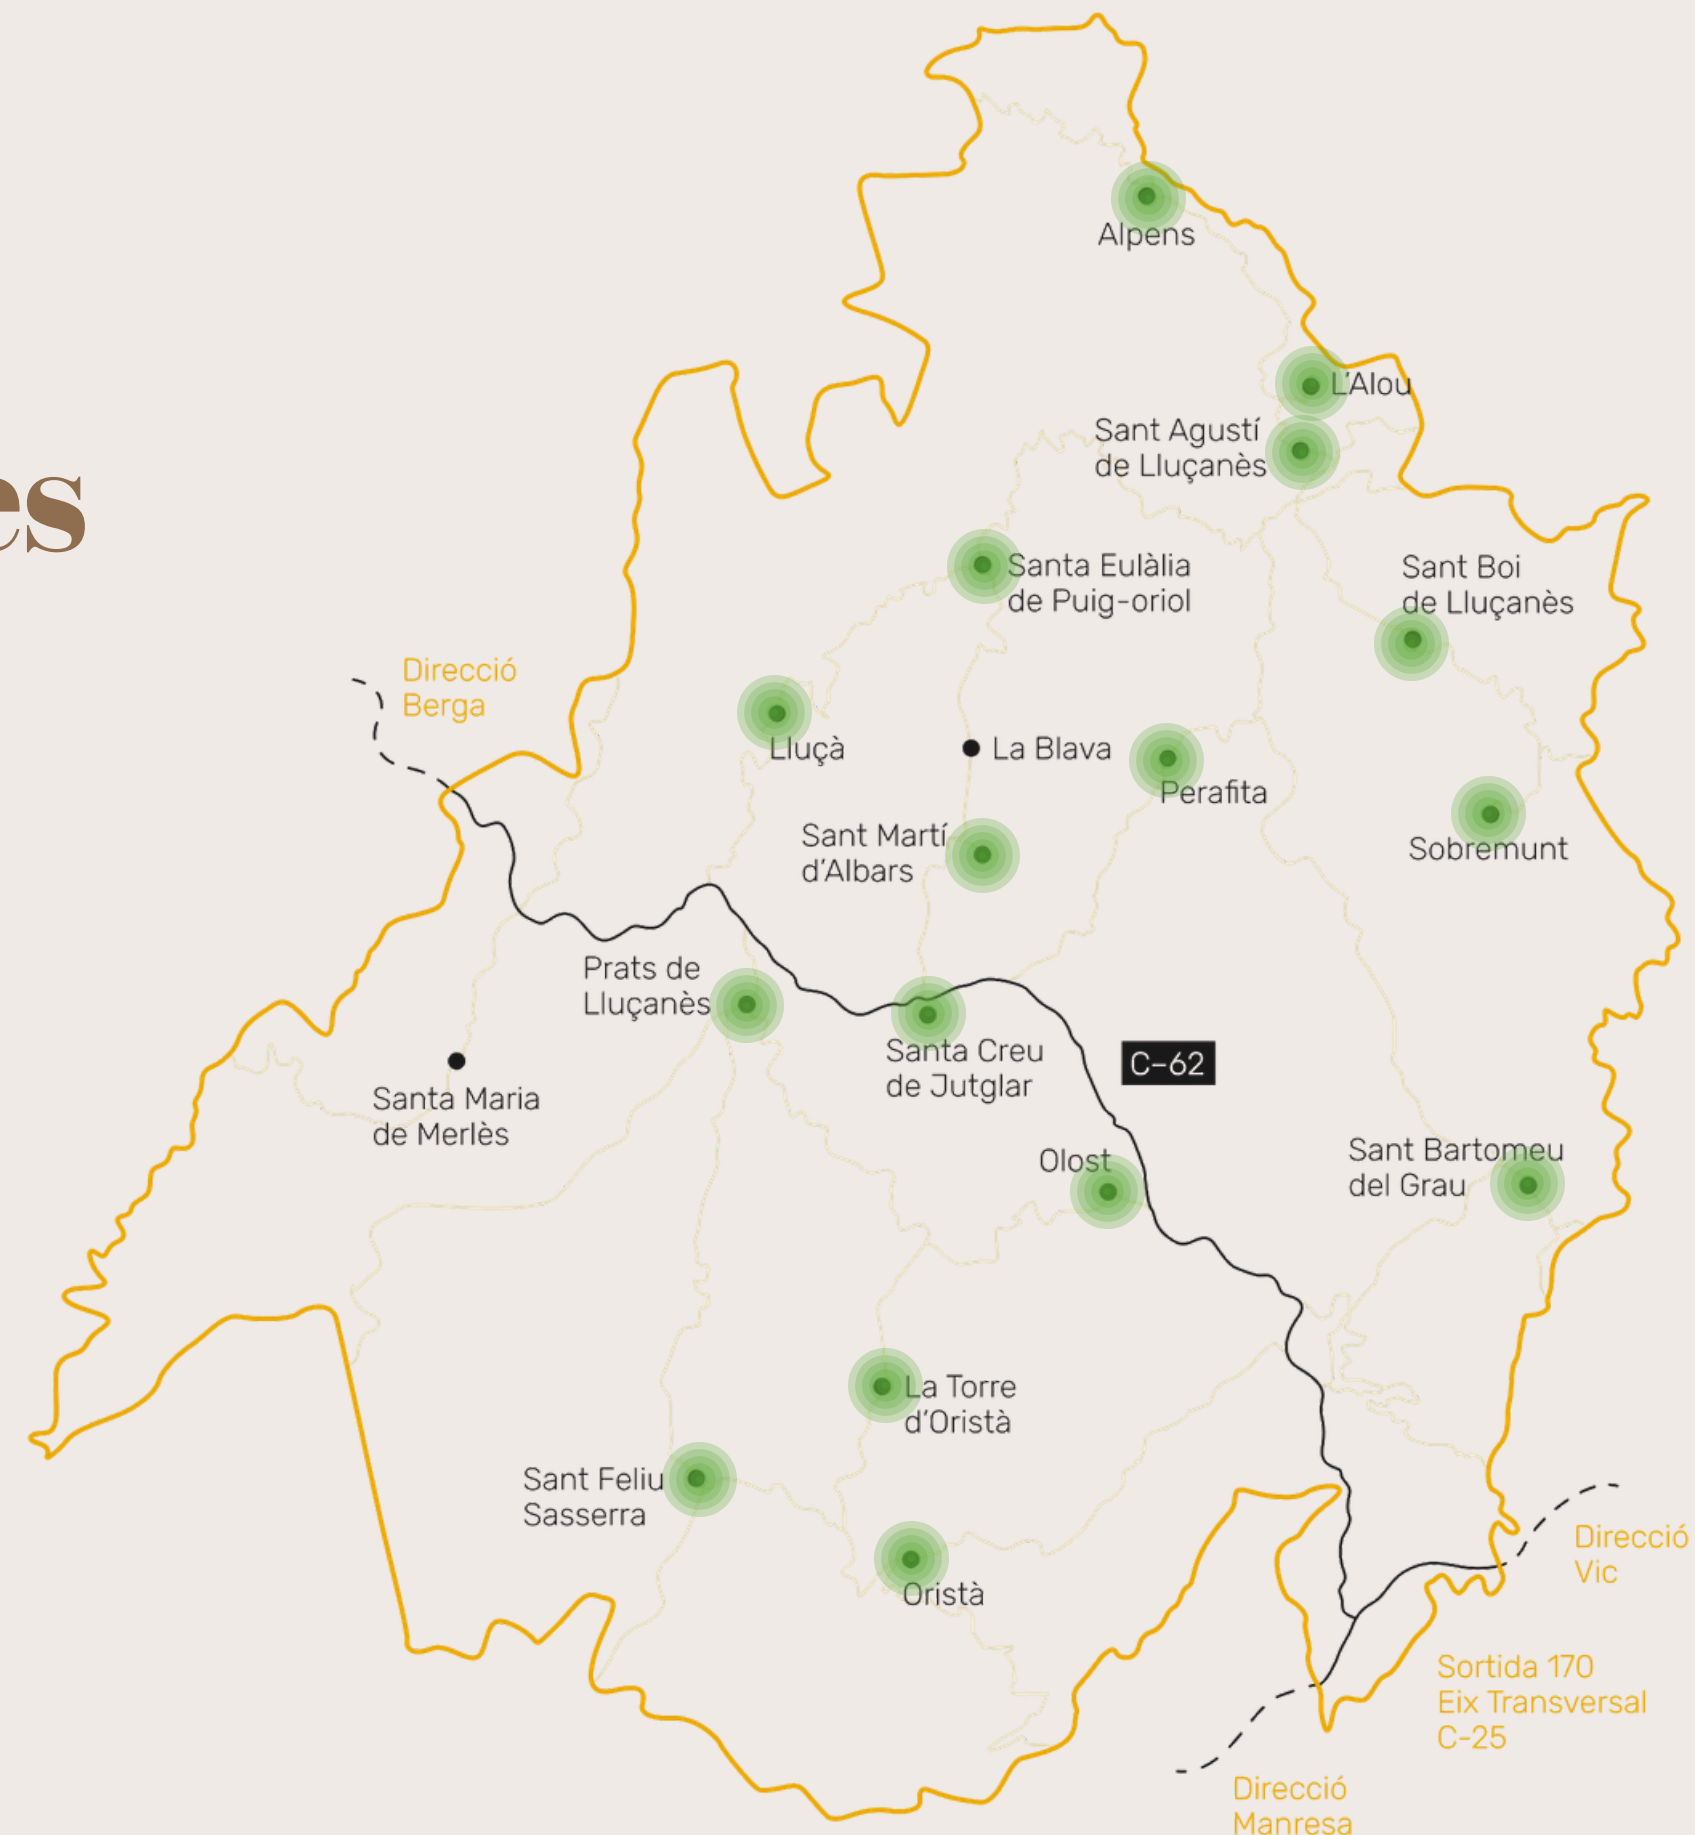 Alpens
L'Alou
Sant Agustí
de Lluçanès
Santa Eulàlia
de Puig-oriol
Sant Boi
de Lluçanès
es
Direcció
Berga
Lluçà
La Blava
Perafita
Sant Martí
d'Albars
Sobremunt
Prats de
Lluçanès
Santa Creu
de Jutglar
C-62
Santa Maria
de Merlès
Olost
Sant Bartomeu
del Grau
La Torre
d'Oristà
Sant Feliu
Sasserra
Oristà
Direcció
Vic
Sortida 170
Eix Transversal
C-25
Direcció
Manresa